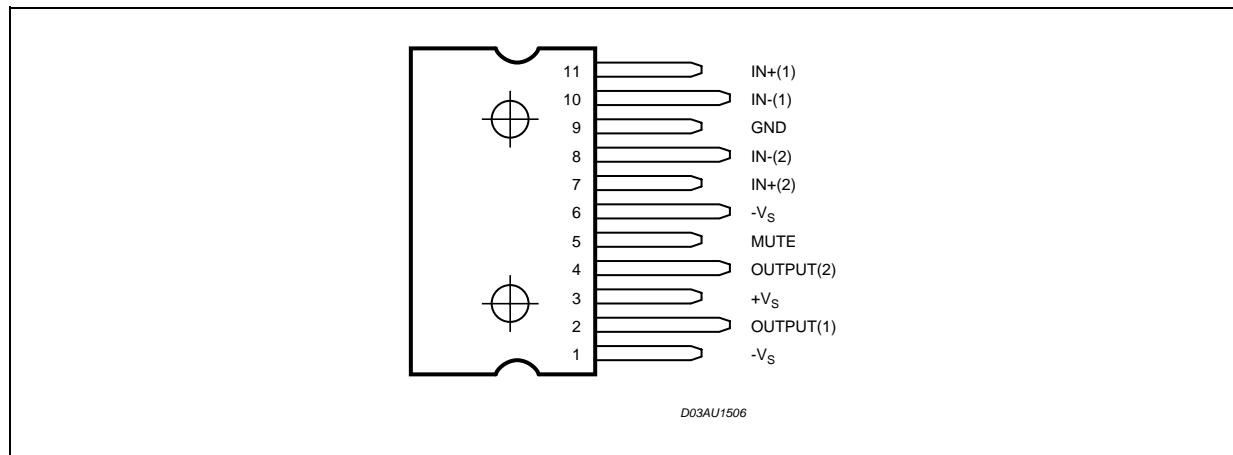 11 IN+(1)
10 IN-(1)
9 GND
8 IN-(2)
7 IN+(2)
6 -VS
5 MUTE
4 OUTPUT(2)
3 +VS
2 OUTPUT(1)
1 -VS
D03AU1506